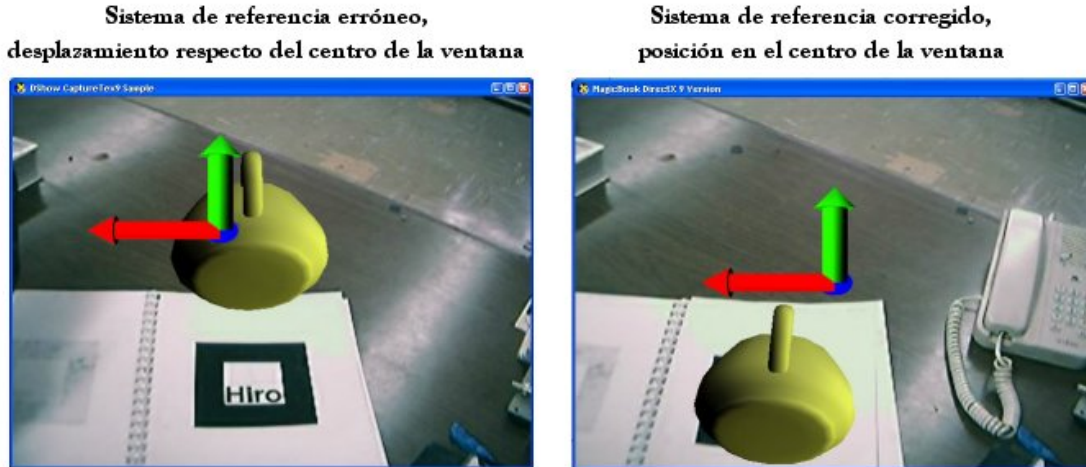 Sistema de referencia erróneo,
desplazamiento respecto del centro de la ventana
Sistema de referencia corregido,
posición en el centro de la ventana
DShow CaptureTex9 Sample
MagicBook DirectX 9 Version
Hiro